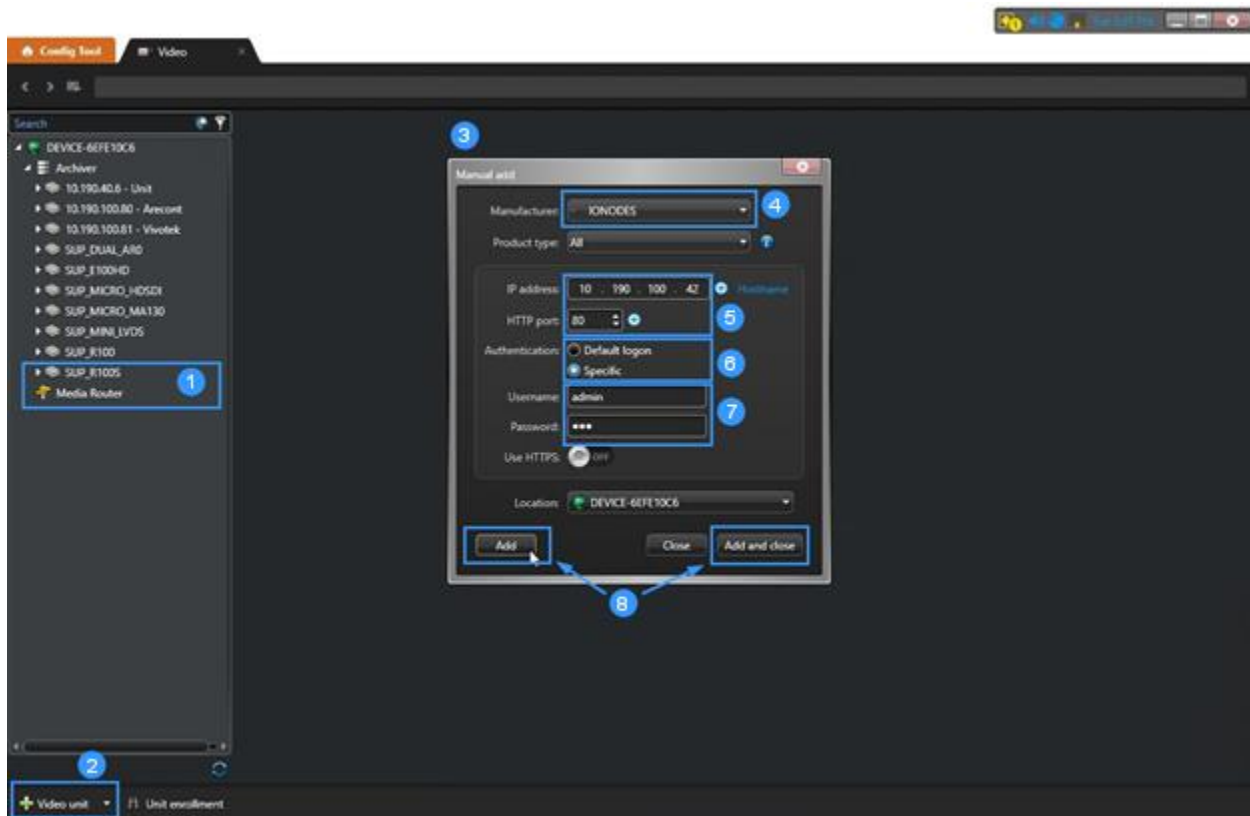 Config Tool
Video
Search
DEVICE-6EFE10C6
Archiver
10.190.40.6 - Unit
10.190.100.80 - Arecont
10.190.100.81 - Vivotek
SUP_DUAL_AR0
SUP_E100HD
SUP_MICRO_HDSDI
SUP_MICRO_MA130
SUP_MINI_LVDS
SUP_R100
SUP_R100S
1
Media Router
3
Manual add
Manufacturer: IONODES
4
Product type: All
IP address: 10 . 190 . 100 . 42 Hostname
HTTP port: 80
5
Authentication: Default logon
Specific
6
Username: admin
7
Password: •••
Use HTTPS: OFF
Location: DEVICE-6EFE10C6
Add Close Add and close
8
2
Video unit
Unit enrollment